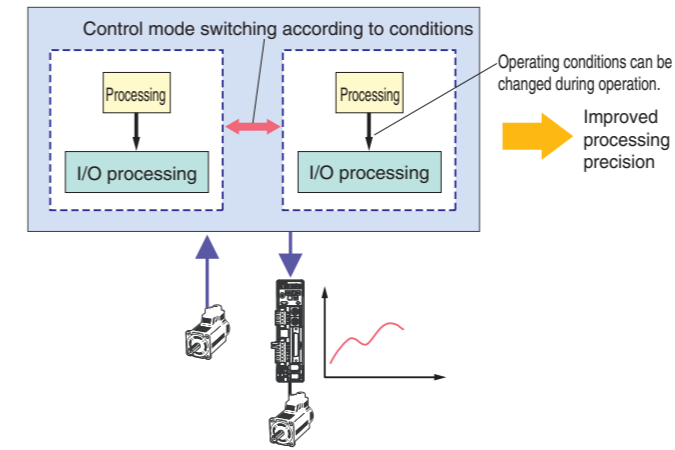 Control mode switching according to conditions
Operating conditions can be
changed during operation.
Processing
Processing
I/O processing
I/O processing
Improved
processing
precision